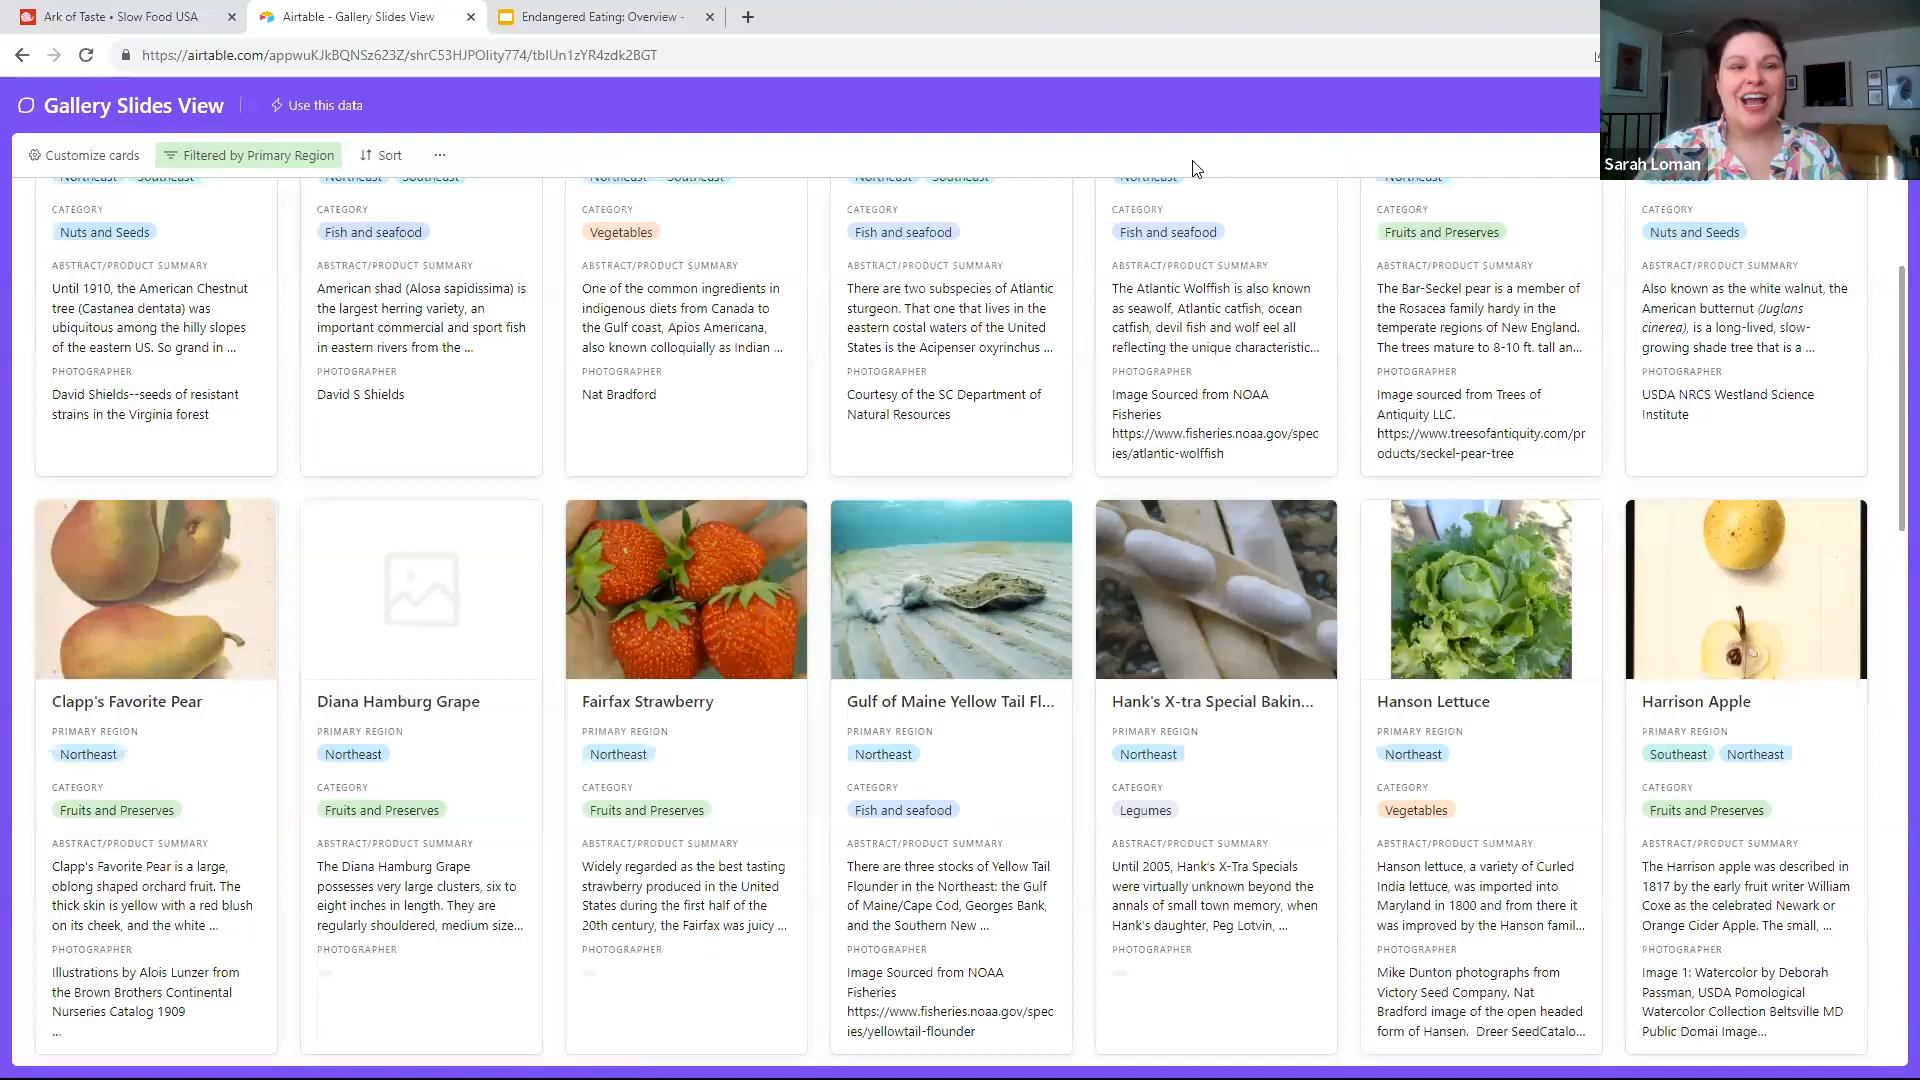 Ark of Taste • Slow Food USA
Airtable - Gallery Slides View
Endangered Eating: Overview -
https://airtable.com/appwuKJkBQNSz623Z/shrC53HJPOIity774/tblUn1zYR4zdk2BGT
Gallery Slides View
Use this data
Customize cards
Filtered by Primary Region
Sort
Sarah Loman
Northeast Southeast
CATEGORY
Nuts and Seeds
ABSTRACT/PRODUCT SUMMARY
Until 1910, the American Chestnut
tree (Castanea dentata) was
ubiquitous among the hilly slopes
of the eastern US. So grand in ...
PHOTOGRAPHER
David Shields--seeds of resistant
strains in the Virginia forest
Northeast Southeast
CATEGORY
Fish and seafood
ABSTRACT/PRODUCT SUMMARY
American shad (Alosa sapidissima) is
the largest herring variety, an
important commercial and sport fish
in eastern rivers from the ...
PHOTOGRAPHER
David S Shields
Northeast Southeast
CATEGORY
Vegetables
ABSTRACT/PRODUCT SUMMARY
One of the common ingredients in
indigenous diets from Canada to
the Gulf coast, Apios Americana,
also known colloquially as Indian ...
PHOTOGRAPHER
Nat Bradford
Northeast Southeast
CATEGORY
Fish and seafood
ABSTRACT/PRODUCT SUMMARY
There are two subspecies of Atlantic
sturgeon. That one that lives in the
eastern costal waters of the United
States is the Acipenser oxyrinchus ...
PHOTOGRAPHER
Courtesy of the SC Department of
Natural Resources
Northeast
CATEGORY
Fish and seafood
ABSTRACT/PRODUCT SUMMARY
The Atlantic Wolffish is also known
as seawolf, Atlantic catfish, ocean
catfish, devil fish and wolf eel all
reflecting the unique characteristic...
PHOTOGRAPHER
Image Sourced from NOAA
Fisheries
https://www.fisheries.noaa.gov/spec
ies/atlantic-wolffish
Northeast
CATEGORY
Fruits and Preserves
ABSTRACT/PRODUCT SUMMARY
The Bar-Seckel pear is a member of
the Rosacea family hardy in the
temperate regions of New England.
The trees mature to 8-10 ft. tall an...
PHOTOGRAPHER
Image sourced from Trees of
Antiquity LLC.
https://www.treesofantiquity.com/pr
oducts/seckel-pear-tree
Northeast
CATEGORY
Nuts and Seeds
ABSTRACT/PRODUCT SUMMARY
Also known as the white walnut, the
American butternut (Juglans
cinerea), is a long-lived, slow-
growing shade tree that is a ...
PHOTOGRAPHER
USDA NRCS Westland Science
Institute
Clapp's Favorite Pear
PRIMARY REGION
Northeast
CATEGORY
Fruits and Preserves
ABSTRACT/PRODUCT SUMMARY
Clapp's Favorite Pear is a large,
oblong shaped orchard fruit. The
thick skin is yellow with a red blush
on its cheek, and the white ...
PHOTOGRAPHER
Illustrations by Alois Lunzer from
the Brown Brothers Continental
Nurseries Catalog 1909
...
Diana Hamburg Grape
PRIMARY REGION
Northeast
CATEGORY
Fruits and Preserves
ABSTRACT/PRODUCT SUMMARY
The Diana Hamburg Grape
possesses very large clusters, six to
eight inches in length. They are
regularly shouldered, medium size...
PHOTOGRAPHER
Fairfax Strawberry
PRIMARY REGION
Northeast
CATEGORY
Fruits and Preserves
ABSTRACT/PRODUCT SUMMARY
Widely regarded as the best tasting
strawberry produced in the United
States during the first half of the
20th century, the Fairfax was juicy ...
PHOTOGRAPHER
Gulf of Maine Yellow Tail Fl...
PRIMARY REGION
Northeast
CATEGORY
Fish and seafood
ABSTRACT/PRODUCT SUMMARY
There are three stocks of Yellow Tail
Flounder in the Northeast: the Gulf
of Maine/Cape Cod, Georges Bank,
and the Southern New ...
PHOTOGRAPHER
Image Sourced from NOAA
Fisheries
https://www.fisheries.noaa.gov/spec
ies/yellowtail-flounder
Hank's X-tra Special Bakin...
PRIMARY REGION
Northeast
CATEGORY
Legumes
ABSTRACT/PRODUCT SUMMARY
Until 2005, Hank's X-Tra Specials
were virtually unknown beyond the
annals of small town memory, when
Hank's daughter, Peg Lotvin, ...
PHOTOGRAPHER
Hanson Lettuce
PRIMARY REGION
Northeast
CATEGORY
Vegetables
ABSTRACT/PRODUCT SUMMARY
Hanson lettuce, a variety of Curled
India lettuce, was imported into
Maryland in 1800 and from there it
was improved by the Hanson famil...
PHOTOGRAPHER
Mike Dunton photographs from
Victory Seed Company. Nat
Bradford image of the open headed
form of Hansen. Dreer SeedCatalo...
Harrison Apple
PRIMARY REGION
Southeast Northeast
CATEGORY
Fruits and Preserves
ABSTRACT/PRODUCT SUMMARY
The Harrison apple was described in
1817 by the early fruit writer William
Coxe as the celebrated Newark or
Orange Cider Apple. The small, ...
PHOTOGRAPHER
Image 1: Watercolor by Deborah
Passman, USDA Pomological
Watercolor Collection Beltsville MD
Public Domai Image...